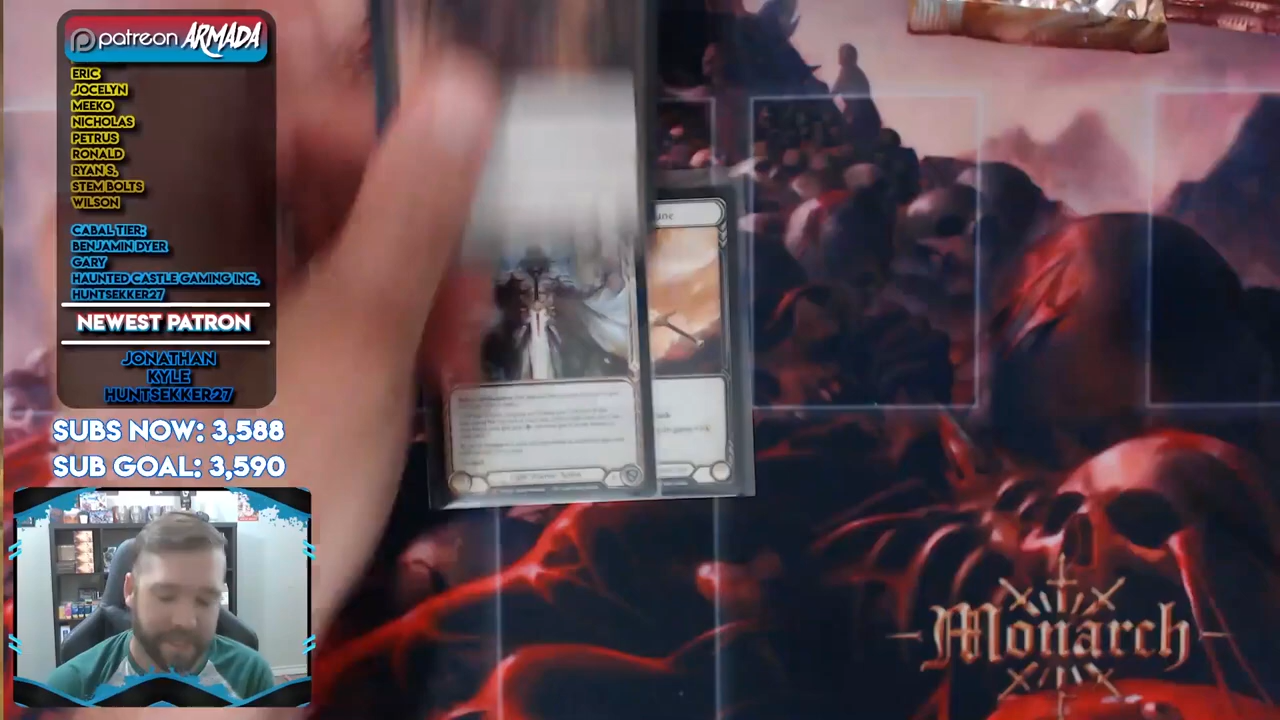 patreon ARMADA
ERIC
JOCELYN
MEEKO
NICHOLAS
PETRUS
RONALD
RYAN S.
STEM BOLTS
WILSON
CABAL TIER:
BENJAMIN DYER
GARY
HAUNTED CASTLE GAMING INC.
HUNTSEKKER27
NEWEST PATRON
JONATHAN
KYLE
HUNTSEKKER27
SUBS NOW: 3,588
SUB GOAL: 3,590
Monarch